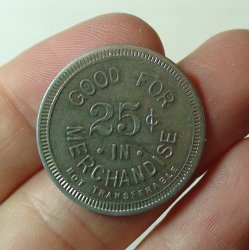 GOOD FOR
25¢
· IN ·
MERCHANDISE
NOT TRANSFERABLE